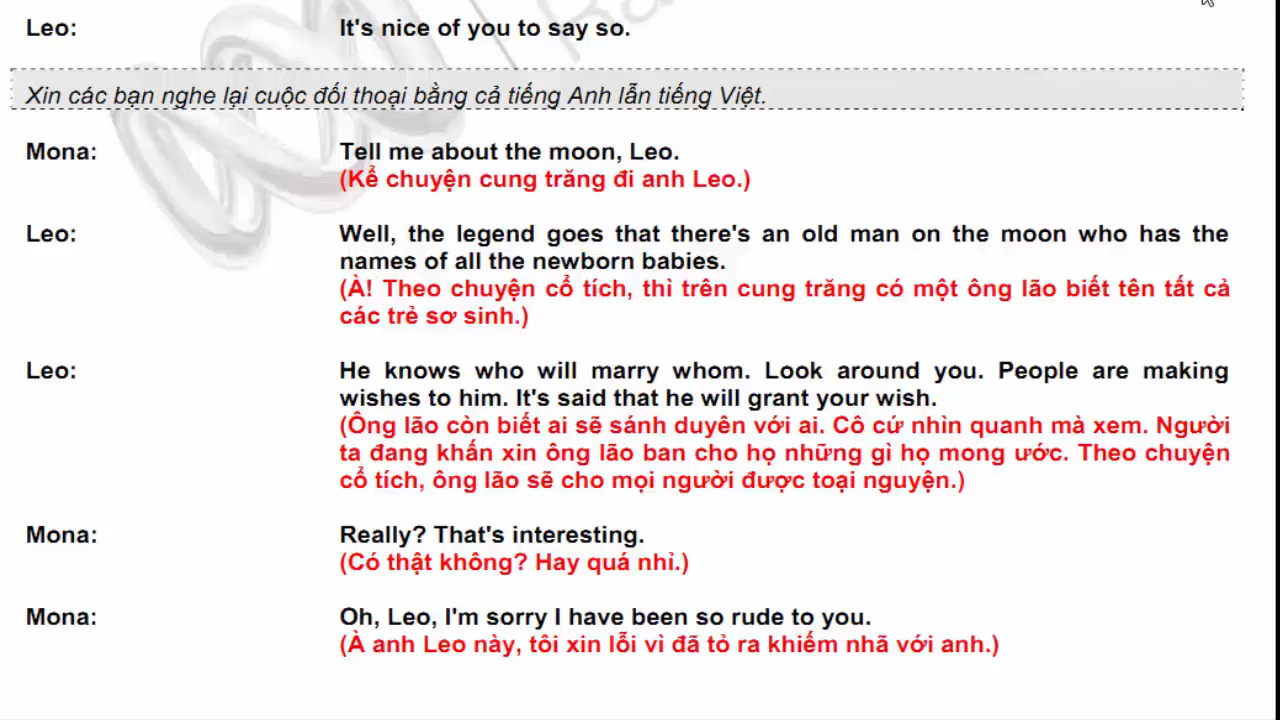 Leo: It's nice of you to say so.
Xin các bạn nghe lại cuộc đối thoại bằng cả tiếng Anh lẫn tiếng Việt.
Mona: Tell me about the moon, Leo.
(Kể chuyện cung trăng đi anh Leo.)
Leo: Well, the legend goes that there's an old man on the moon who has the
names of all the newborn babies.
(À! Theo chuyện cổ tích, thì trên cung trăng có một ông lão biết tên tất cả
các trẻ sơ sinh.)
Leo: He knows who will marry whom. Look around you. People are making
wishes to him. It's said that he will grant your wish.
(Ông lão còn biết ai sẽ sánh duyên với ai. Cô cứ nhìn quanh mà xem. Người
ta đang khấn xin ông lão ban cho họ những gì họ mong ước. Theo chuyện
cổ tích, ông lão sẽ cho mọi người được toại nguyện.)
Mona: Really? That's interesting.
(Có thật không? Hay quá nhỉ.)
Mona: Oh, Leo, I'm sorry I have been so rude to you.
(À anh Leo này, tôi xin lỗi vì đã tỏ ra khiếm nhã với anh.)